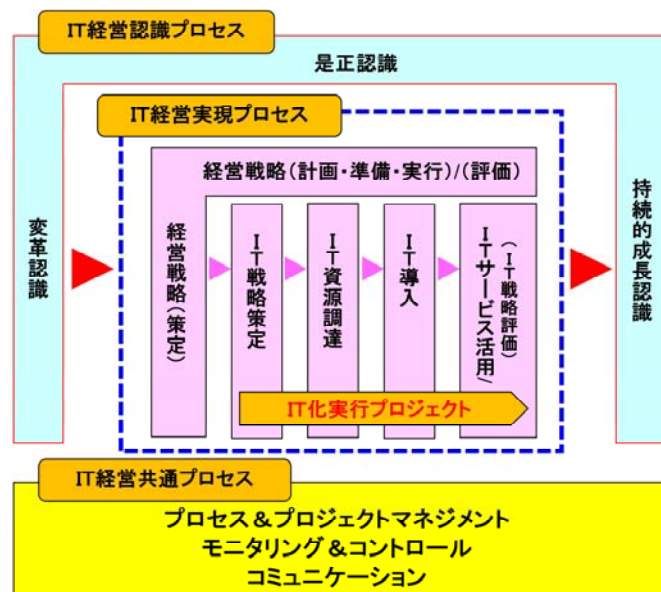 IT経営認識プロセス
是正認識
IT経営実現プロセス
経営戦略(計画・準備・実行)/(評価)
変革認識
経営戦略(策定)
IT戦略策定
IT資源調達
IT導入
ITサービス活用/
(IT戦略評価)
持続的成長認識
IT化実行プロジェクト
IT経営共通プロセス
プロセス&プロジェクトマネジメント
モニタリング&コントロール
コミュニケーション